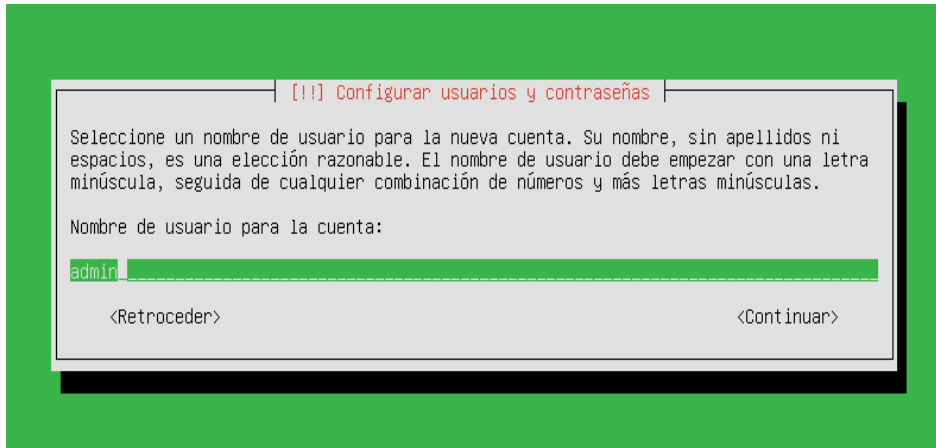 [!!] Configurar usuarios y contraseñas
Seleccione un nombre de usuario para la nueva cuenta. Su nombre, sin apellidos ni
espacios, es una elección razonable. El nombre de usuario debe empezar con una letra
minúscula, seguida de cualquier combinación de números y más letras minúsculas.
Nombre de usuario para la cuenta:
admin
<Retroceder> <Continuar>